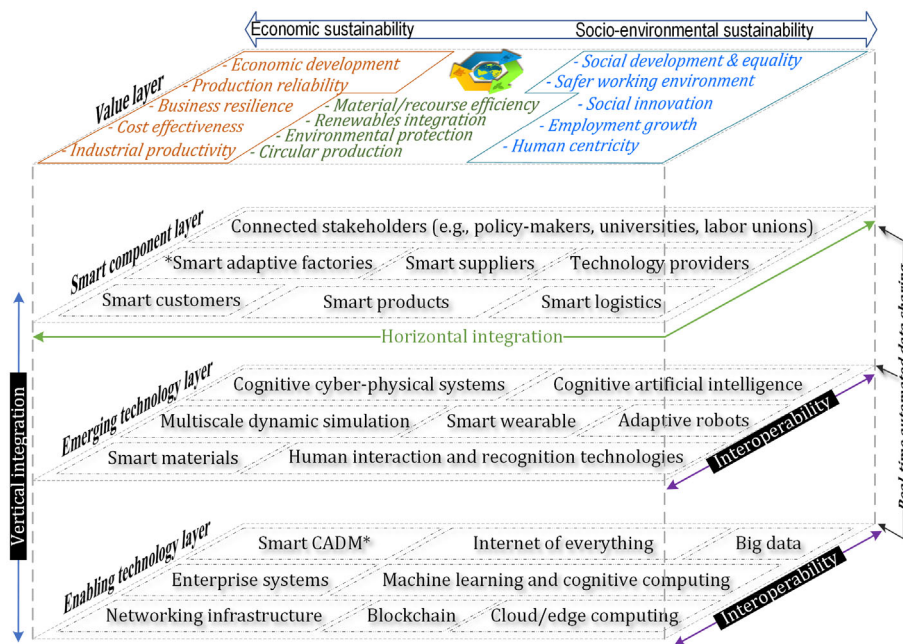 Economic sustainability
Socio-environmental sustainability
Value layer
- Economic development
- Production reliability
- Business resilience
- Cost effectiveness
- Industrial productivity
- Material/recourse efficiency
- Renewables integration
- Environmental protection
- Circular production
- Social development & equality
- Safer working environment
- Social innovation
- Employment growth
- Human centricity
Smart component layer
Connected stakeholders (e.g., policy-makers, universities, labor unions)
*Smart adaptive factories
Smart suppliers
Technology providers
Smart customers
Smart products
Smart logistics
Horizontal integration
Vertical integration
Emerging technology layer
Cognitive cyber-physical systems
Cognitive artificial intelligence
Multiscale dynamic simulation
Smart wearable
Adaptive robots
Smart materials
Human interaction and recognition technologies
Interoperability
Enabling technology layer
Smart CADM*
Internet of everything
Big data
Enterprise systems
Machine learning and cognitive computing
Networking infrastructure
Blockchain
Cloud/edge computing
Interoperability